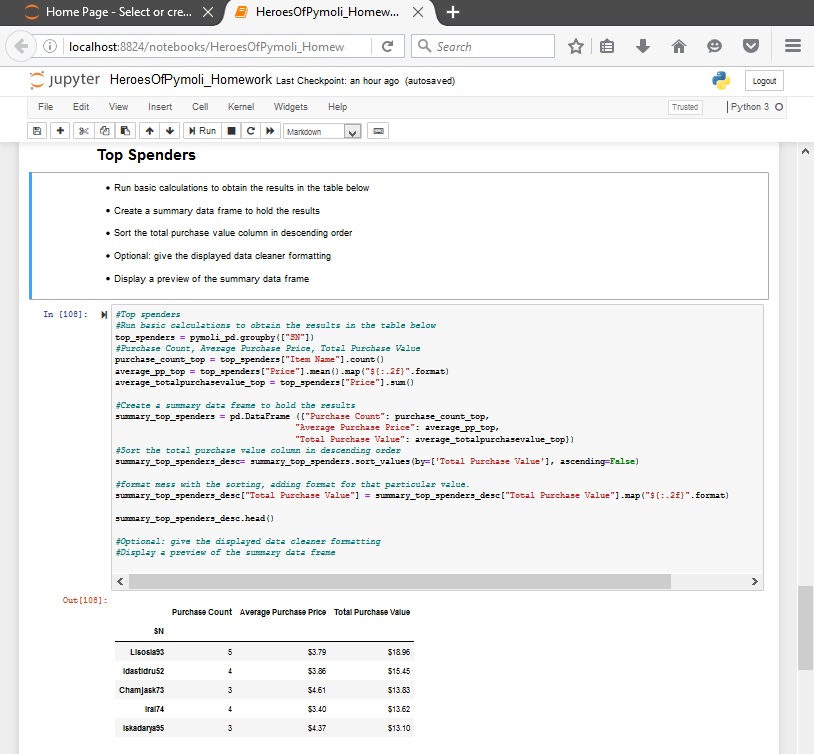 Home Page - Select or cre...
HeroesOfPymoli_Homew...
localhost:8824/notebooks/HeroesOfPymoli_Homew
Search
jupyter HeroesOfPymoli_Homework Last Checkpoint: an hour ago (autosaved)
Logout
File Edit View Insert Cell Kernel Widgets Help
Trusted
Python 3
Run
Markdown
Top Spenders
• Run basic calculations to obtain the results in the table below
• Create a summary data frame to hold the results
• Sort the total purchase value column in descending order
• Optional: give the displayed data cleaner formatting
• Display a preview of the summary data frame
In [108]:
#Top spenders
#Run basic calculations to obtain the results in the table below
top_spenders = pymoli_pd.groupby(["SN"])
#Purchase Count, Average Purchase Price, Total Purchase Value
purchase_count_top = top_spenders["Item Name"].count()
average_pp_top = top_spenders["Price"].mean().map("${:.2f}".format)
average_totalpurchasevalue_top = top_spenders["Price"].sum()
#Create a summary data frame to hold the results
summary_top_spenders = pd.DataFrame ({"Purchase Count": purchase_count_top,
"Average Purchase Price": average_pp_top,
"Total Purchase Value": average_totalpurchasevalue_top})
#Sort the total purchase value column in descending order
summary_top_spenders_desc= summary_top_spenders.sort_values(by=['Total Purchase Value'], ascending=False)
#format mess with the sorting, adding format for that particular value.
summary_top_spenders_desc["Total Purchase Value"] = summary_top_spenders_desc["Total Purchase Value"].map("${:.2f}".format)
summary_top_spenders_desc.head()
#Optional: give the displayed data cleaner formatting
#Display a preview of the summary data frame
Out[108]:
Purchase Count Average Purchase Price Total Purchase Value
SN
Lisosia93 5 $3.79 $18.96
Idastidru52 4 $3.86 $15.45
Chamjask73 3 $4.61 $13.83
Iral74 4 $3.40 $13.62
Iskadarya95 3 $4.37 $13.10